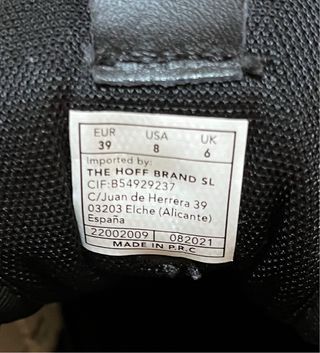 EUR USA UK
39 8 6
Imported by:
THE HOFF BRAND SL
CIF:B54929237
C/Juan de Herrera 39
03203 Elche (Alicante)
España
22002009 082021
MADE IN P.R.C